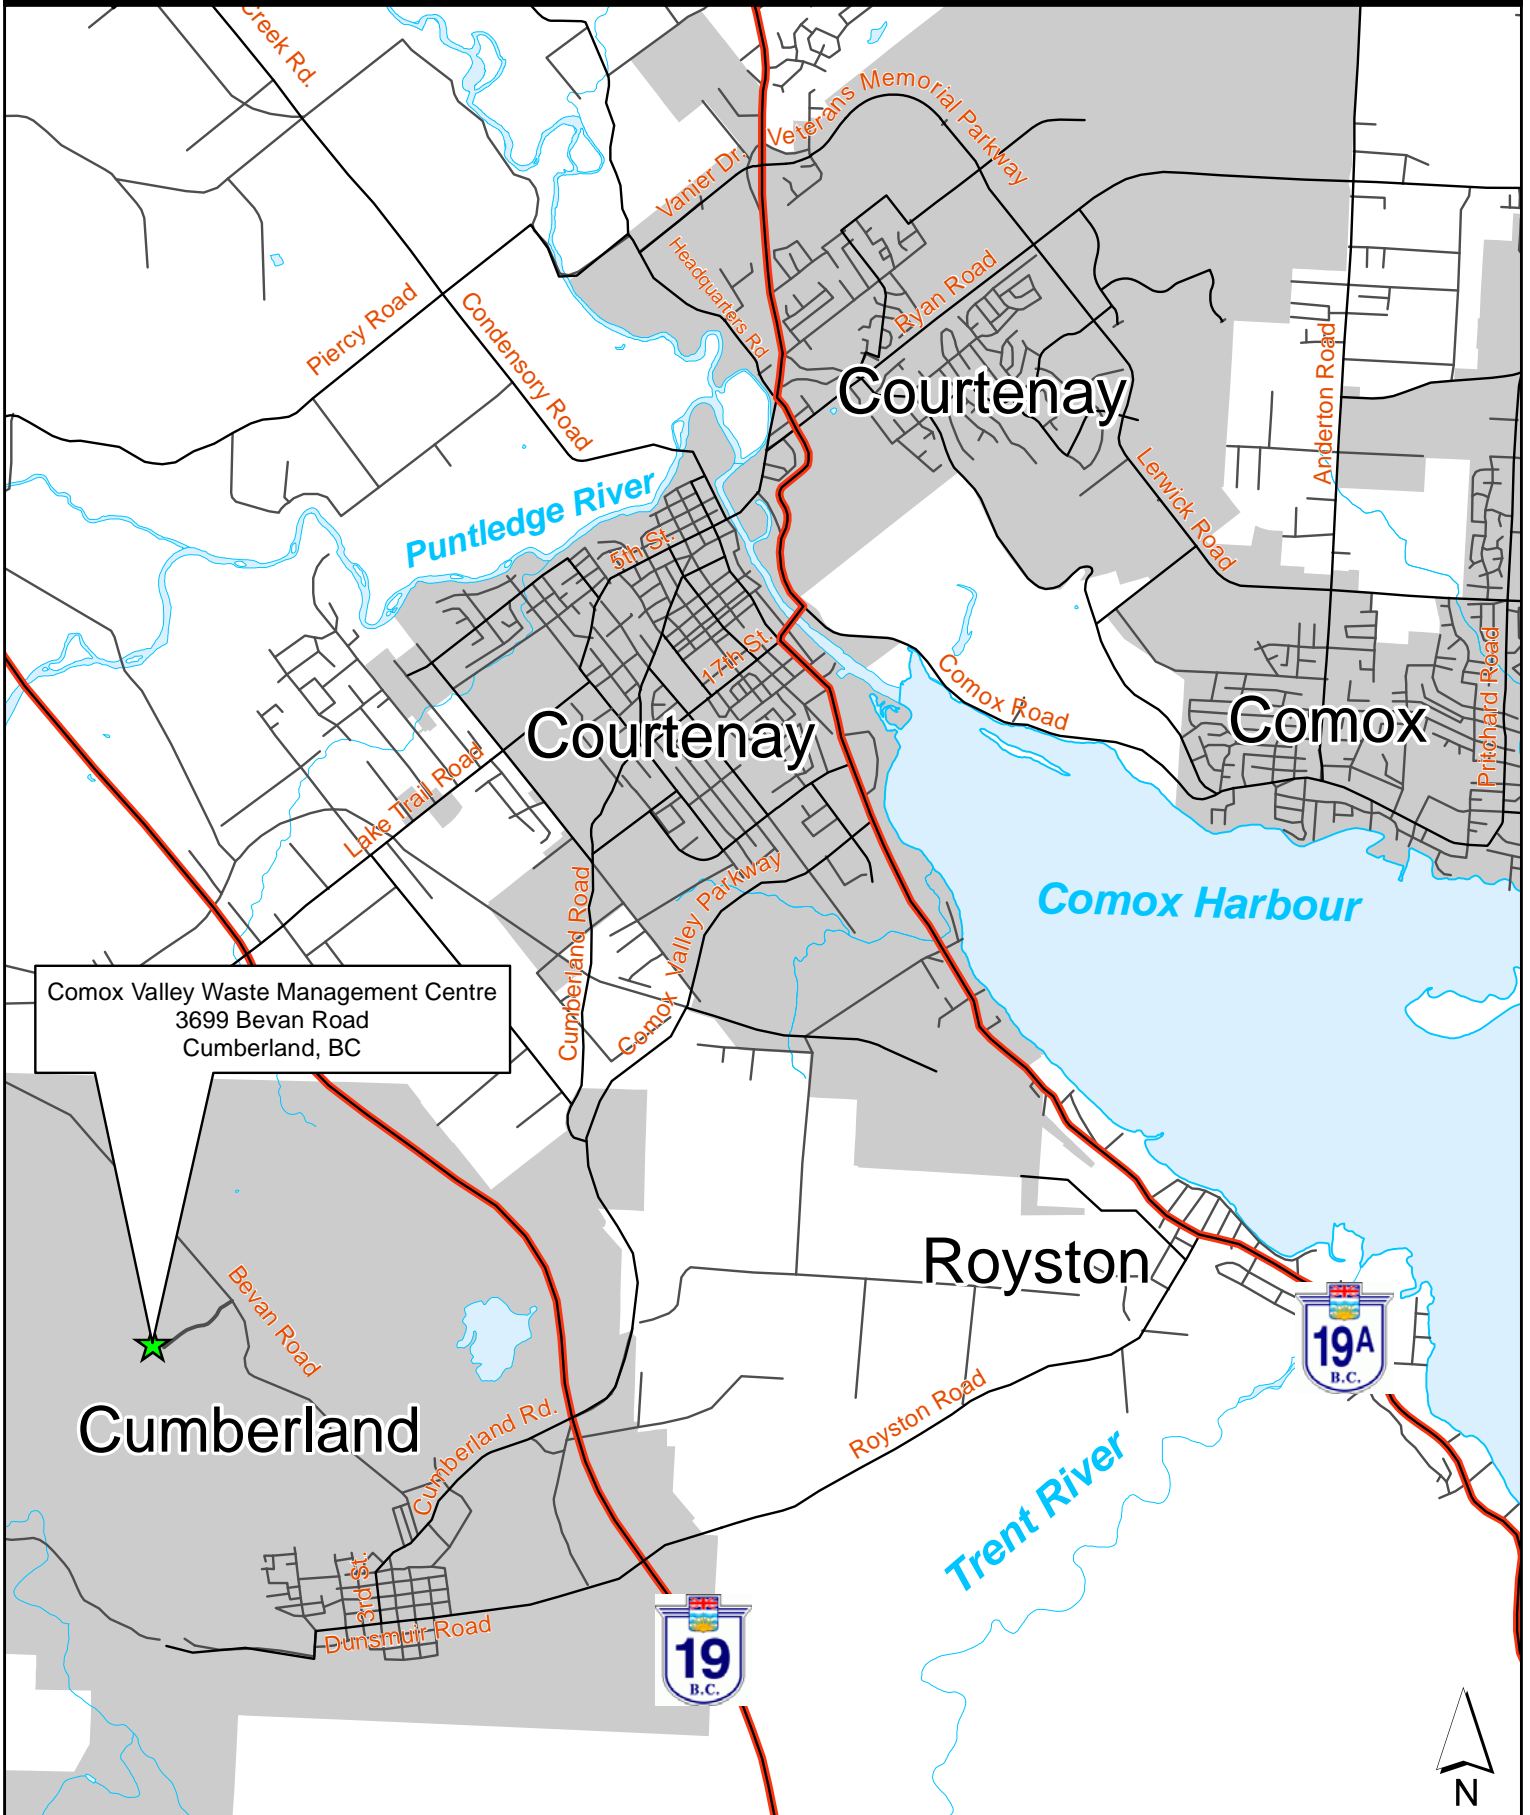 Creek Rd.
Veterans Memorial Parkway
Vanier Dr.
Headquarters Rd
Ryan Road
Piercy Road
Condensory Road
Courtenay
Anderton Road
Lerwick Road
Puntledge River
5th St.
17th St.
Comox Road
Pritchard Road
Comox
Courtenay
Lake Trail Road
Cumberland Road
Comox Valley Parkway
Comox Harbour
Comox Valley Waste Management Centre
3699 Bevan Road
Cumberland, BC
Royston
Bevan Road
19A
B.C.
Cumberland
Cumberland Rd.
Royston Road
Trent River
3rd St.
Dunsmuir Road
19
B.C.
N